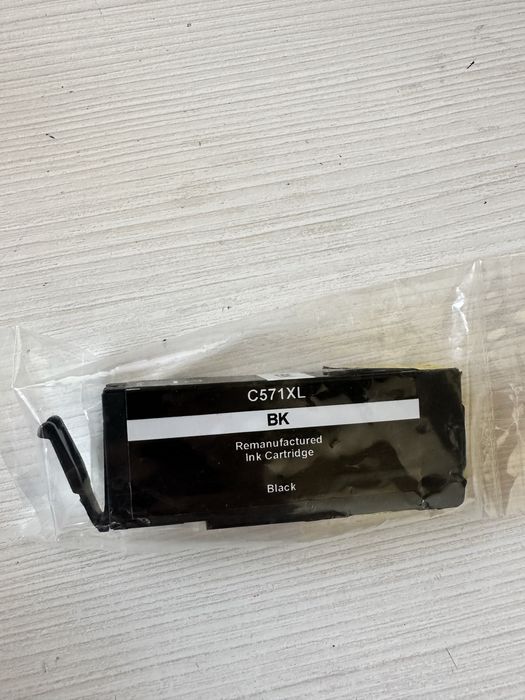 C571XL
BK
Remanufactured
Ink Cartridge
Black